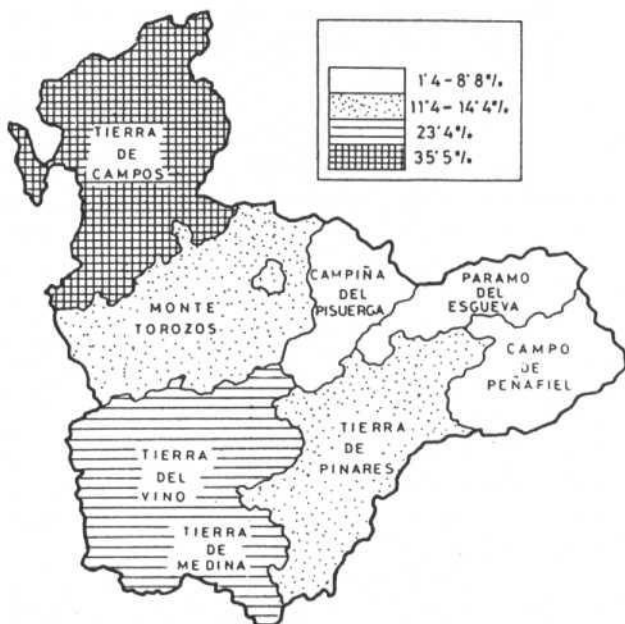 1'4-8'8%
11'4-14'4%
23'4%
35'5%
TIERRA
DE
CAMPOS
MONTE
TOROZOS
CAMPIÑA
DEL
PISUERGA
PARAMO
DEL
ESGUEVA
CAMPO
DE
PEÑAFIEL
TIERRA
DE
PINARES
TIERRA
DEL
VINO
TIERRA
DE
MEDINA